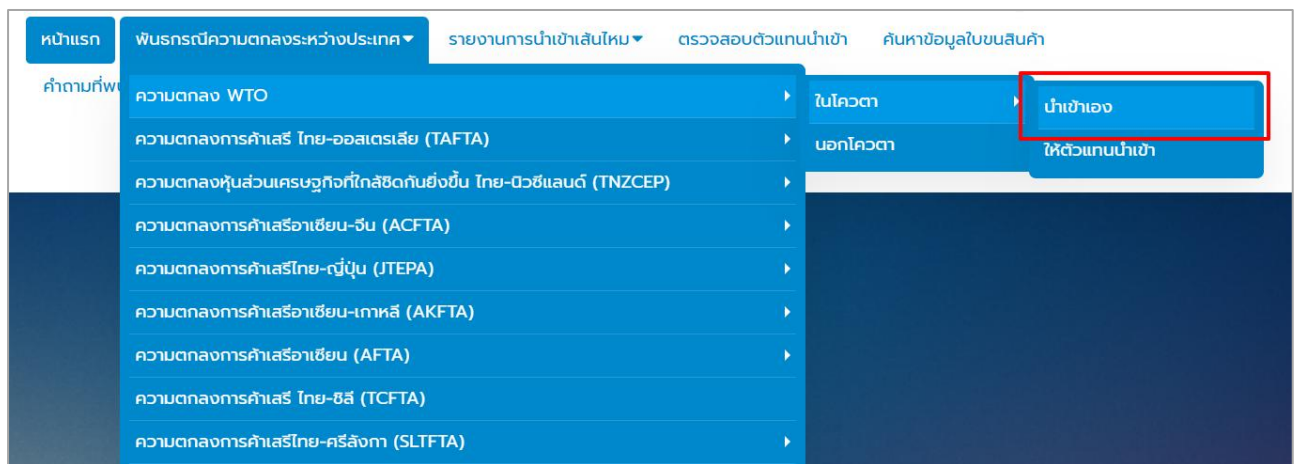 หน้าแรก พันธกรณีความตกลงระหว่างประเทศ รายงานการนำเข้าเส้นไหม ตรวจสอบตัวแทนนำเข้า ค้นหาข้อมูลใบขนสินค้า
ความตกลง WTO ในโควตา นำเข้าเอง
ความตกลงการค้าเสรี ไทย-ออสเตรเลีย (TAFTA) นอกโควตา ให้ตัวแทนนำเข้า
ความตกลงหุ้นส่วนเศรษฐกิจที่ใกล้ชิดกันยิ่งขึ้น ไทย-นิวซีแลนด์ (TNZCEP)
ความตกลงการค้าเสรีอาเซียน-จีน (ACFTA)
ความตกลงการค้าเสรีไทย-ญี่ปุ่น (JTEPA)
ความตกลงการค้าเสรีอาเซียน-เกาหลี (AKFTA)
ความตกลงการค้าเสรีอาเซียน (AFTA)
ความตกลงการค้าเสรี ไทย-ชิลี (TCFTA)
ความตกลงการค้าเสรีไทย-ศรีลังกา (SLTFTA)